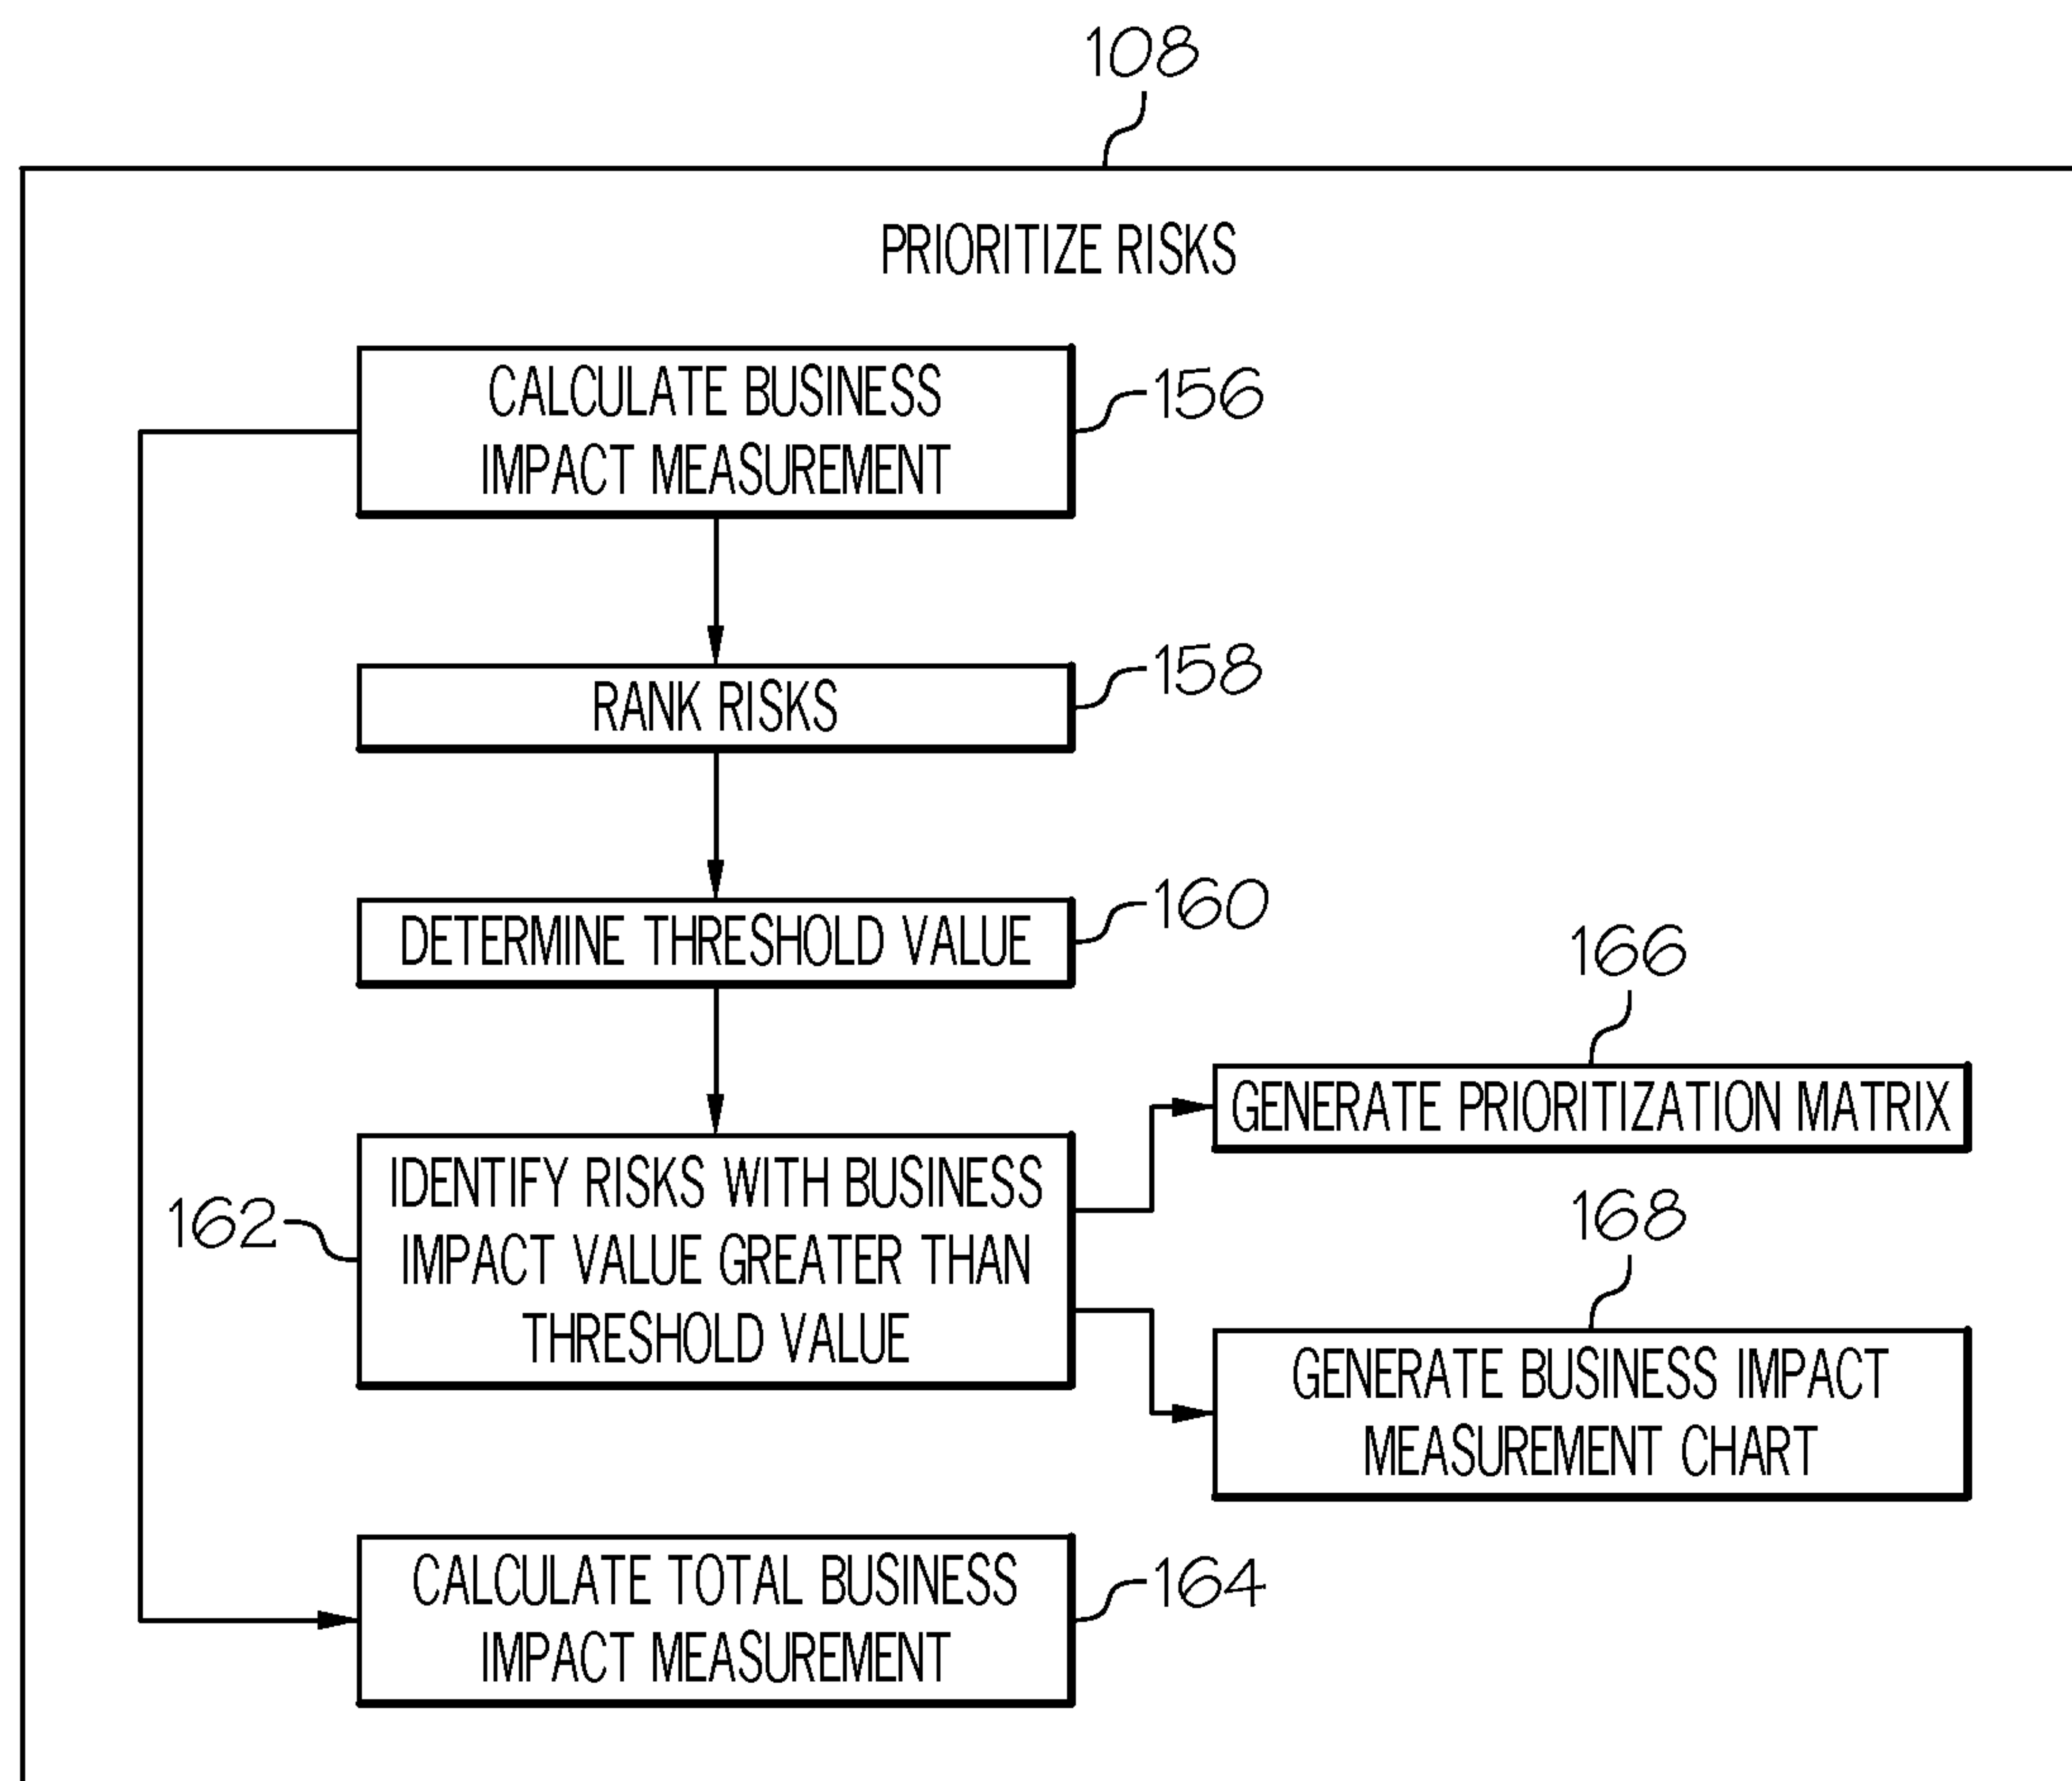 108
PRIORITIZE RISKS
CALCULATE BUSINESS
IMPACT MEASUREMENT
156
RANK RISKS
158
DETERMINE THRESHOLD VALUE
160
166
GENERATE PRIORITIZATION MATRIX
162
IDENTIFY RISKS WITH BUSINESS
IMPACT VALUE GREATER THAN
THRESHOLD VALUE
168
GENERATE BUSINESS IMPACT
MEASUREMENT CHART
CALCULATE TOTAL BUSINESS
IMPACT MEASUREMENT
164